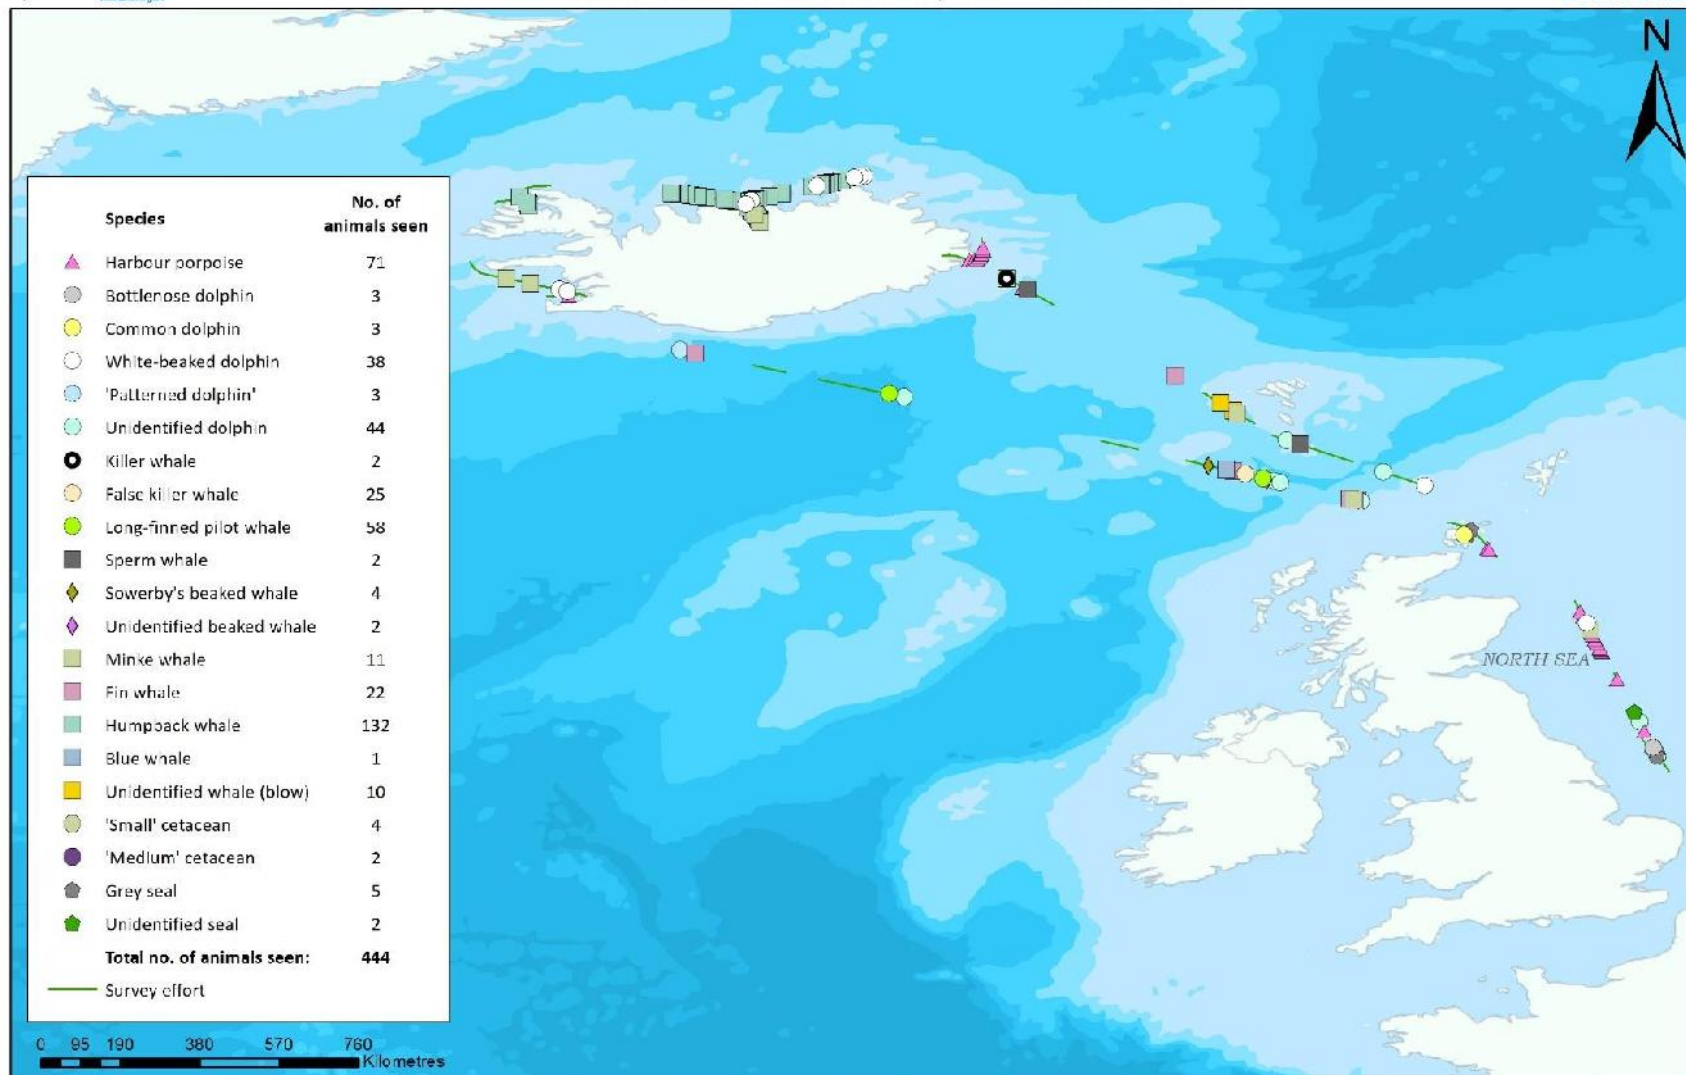 N
Species No. of animals seen
Harbour porpoise 71
Bottlenose dolphin 3
Common dolphin 3
White-beaked dolphin 38
'Patterned dolphin' 3
Unidentified dolphin 44
Killer whale 2
False killer whale 25
Long-finned pilot whale 58
Sperm whale 2
Sowerby's beaked whale 4
Unidentified beaked whale 2
Minke whale 11
Fin whale 22
Humpback whale 132
Blue whale 1
Unidentified whale (blow) 10
'Small' cetacean 4
'Medium' cetacean 2
Grey seal 5
Unidentified seal 2
Total no. of animals seen: 444
Survey effort
NORTH SEA
0 95 190 380 570 760
Kilometres